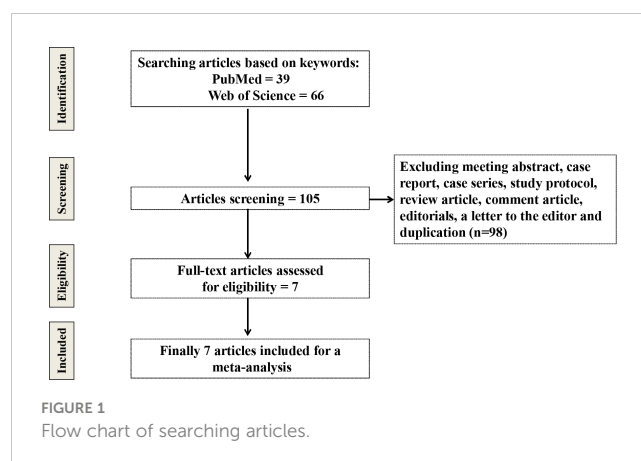 Identification
Searching articles based on keywords:
PubMed = 39
Web of Science = 66
Screening
Articles screening = 105
Excluding meeting abstract, case
report, case series, study protocol,
review article, comment article,
editorials, a letter to the editor and
duplication (n=98)
Eligibility
Full-text articles assessed
for eligibility = 7
Included
Finally 7 articles included for a
meta-analysis
FIGURE 1
Flow chart of searching articles.